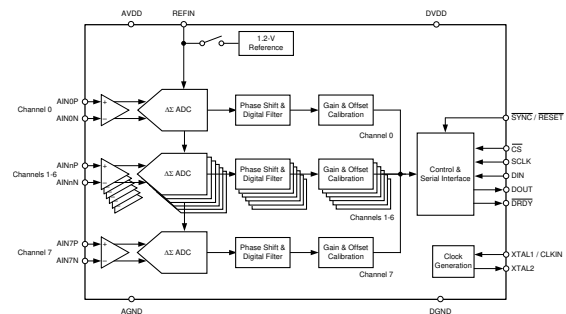 AVDD
REFIN
DVDD
1.2-V
Reference
AIN0P
Channel 0
AIN0N
+
−
ΔΣ ADC
Phase Shift &
Digital Filter
Gain & Offset
Calibration
Channel 0
SYNC / RESET
AINnP
Channels 1-6
AINnN
+
−
ΔΣ ADC
Phase Shift &
Digital Filter
Gain & Offset
Calibration
Channels 1-6
Control &
Serial Interface
CS
SCLK
DIN
DOUT
DRDY
AIN7P
Channel 7
AIN7N
+
−
ΔΣ ADC
Phase Shift &
Digital Filter
Gain & Offset
Calibration
Channel 7
Clock
Generation
XTAL1 / CLKIN
XTAL2
AGND
DGND